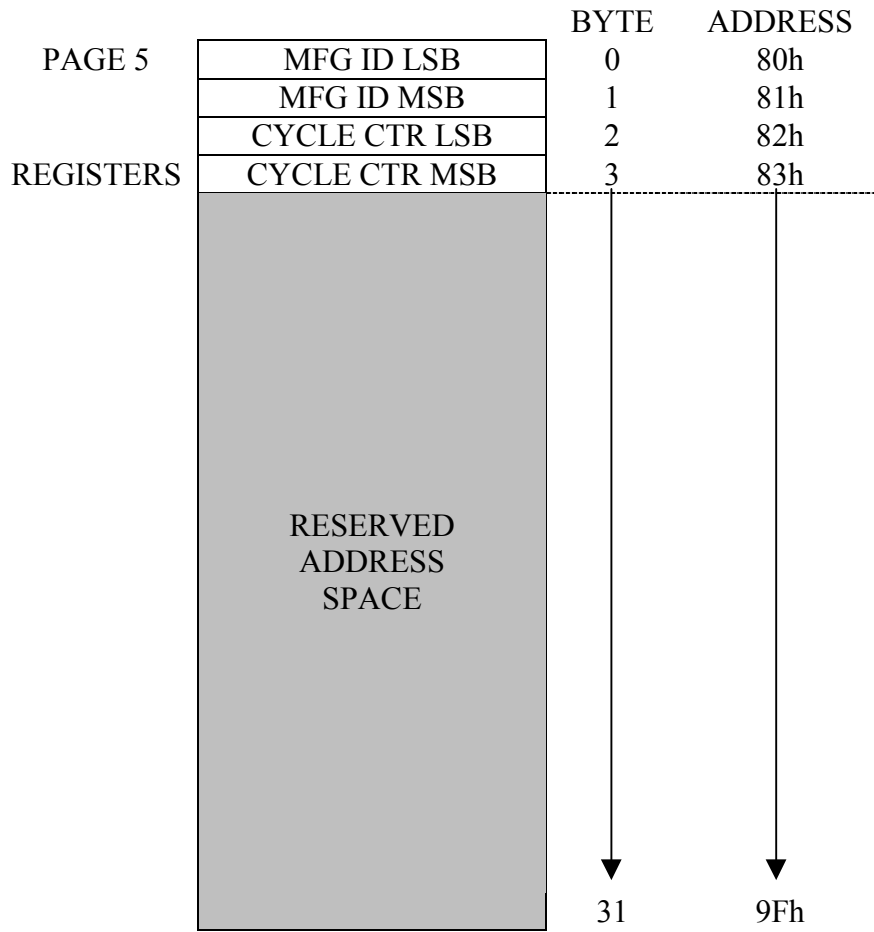 BYTE ADDRESS
PAGE 5 MFG ID LSB 0 80h
MFG ID MSB 1 81h
CYCLE CTR LSB 2 82h
REGISTERS CYCLE CTR MSB 3 83h
RESERVED
ADDRESS
SPACE
31 9Fh